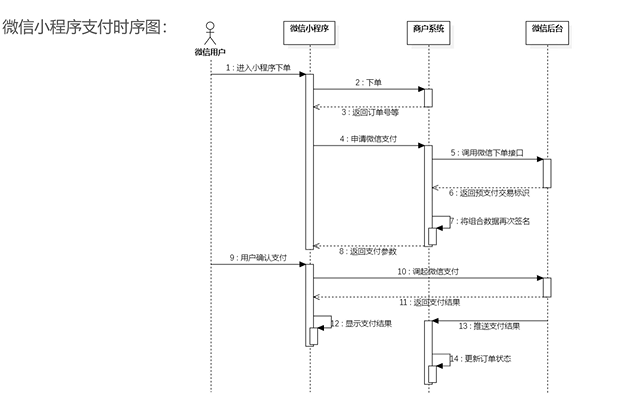 微信小程序支付时序图：
微信用户
微信小程序
商户系统
微信后台
1 : 进入小程序下单
2 : 下单
3 : 返回订单号等
4 : 申请微信支付
5 : 调用微信下单接口
6 : 返回预支付交易标识
7 : 将组合数据再次签名
8 : 返回支付参数
9 : 用户确认支付
10 : 调起微信支付
11 : 返回支付结果
12 : 显示支付结果
13 : 推送支付结果
14 : 更新订单状态